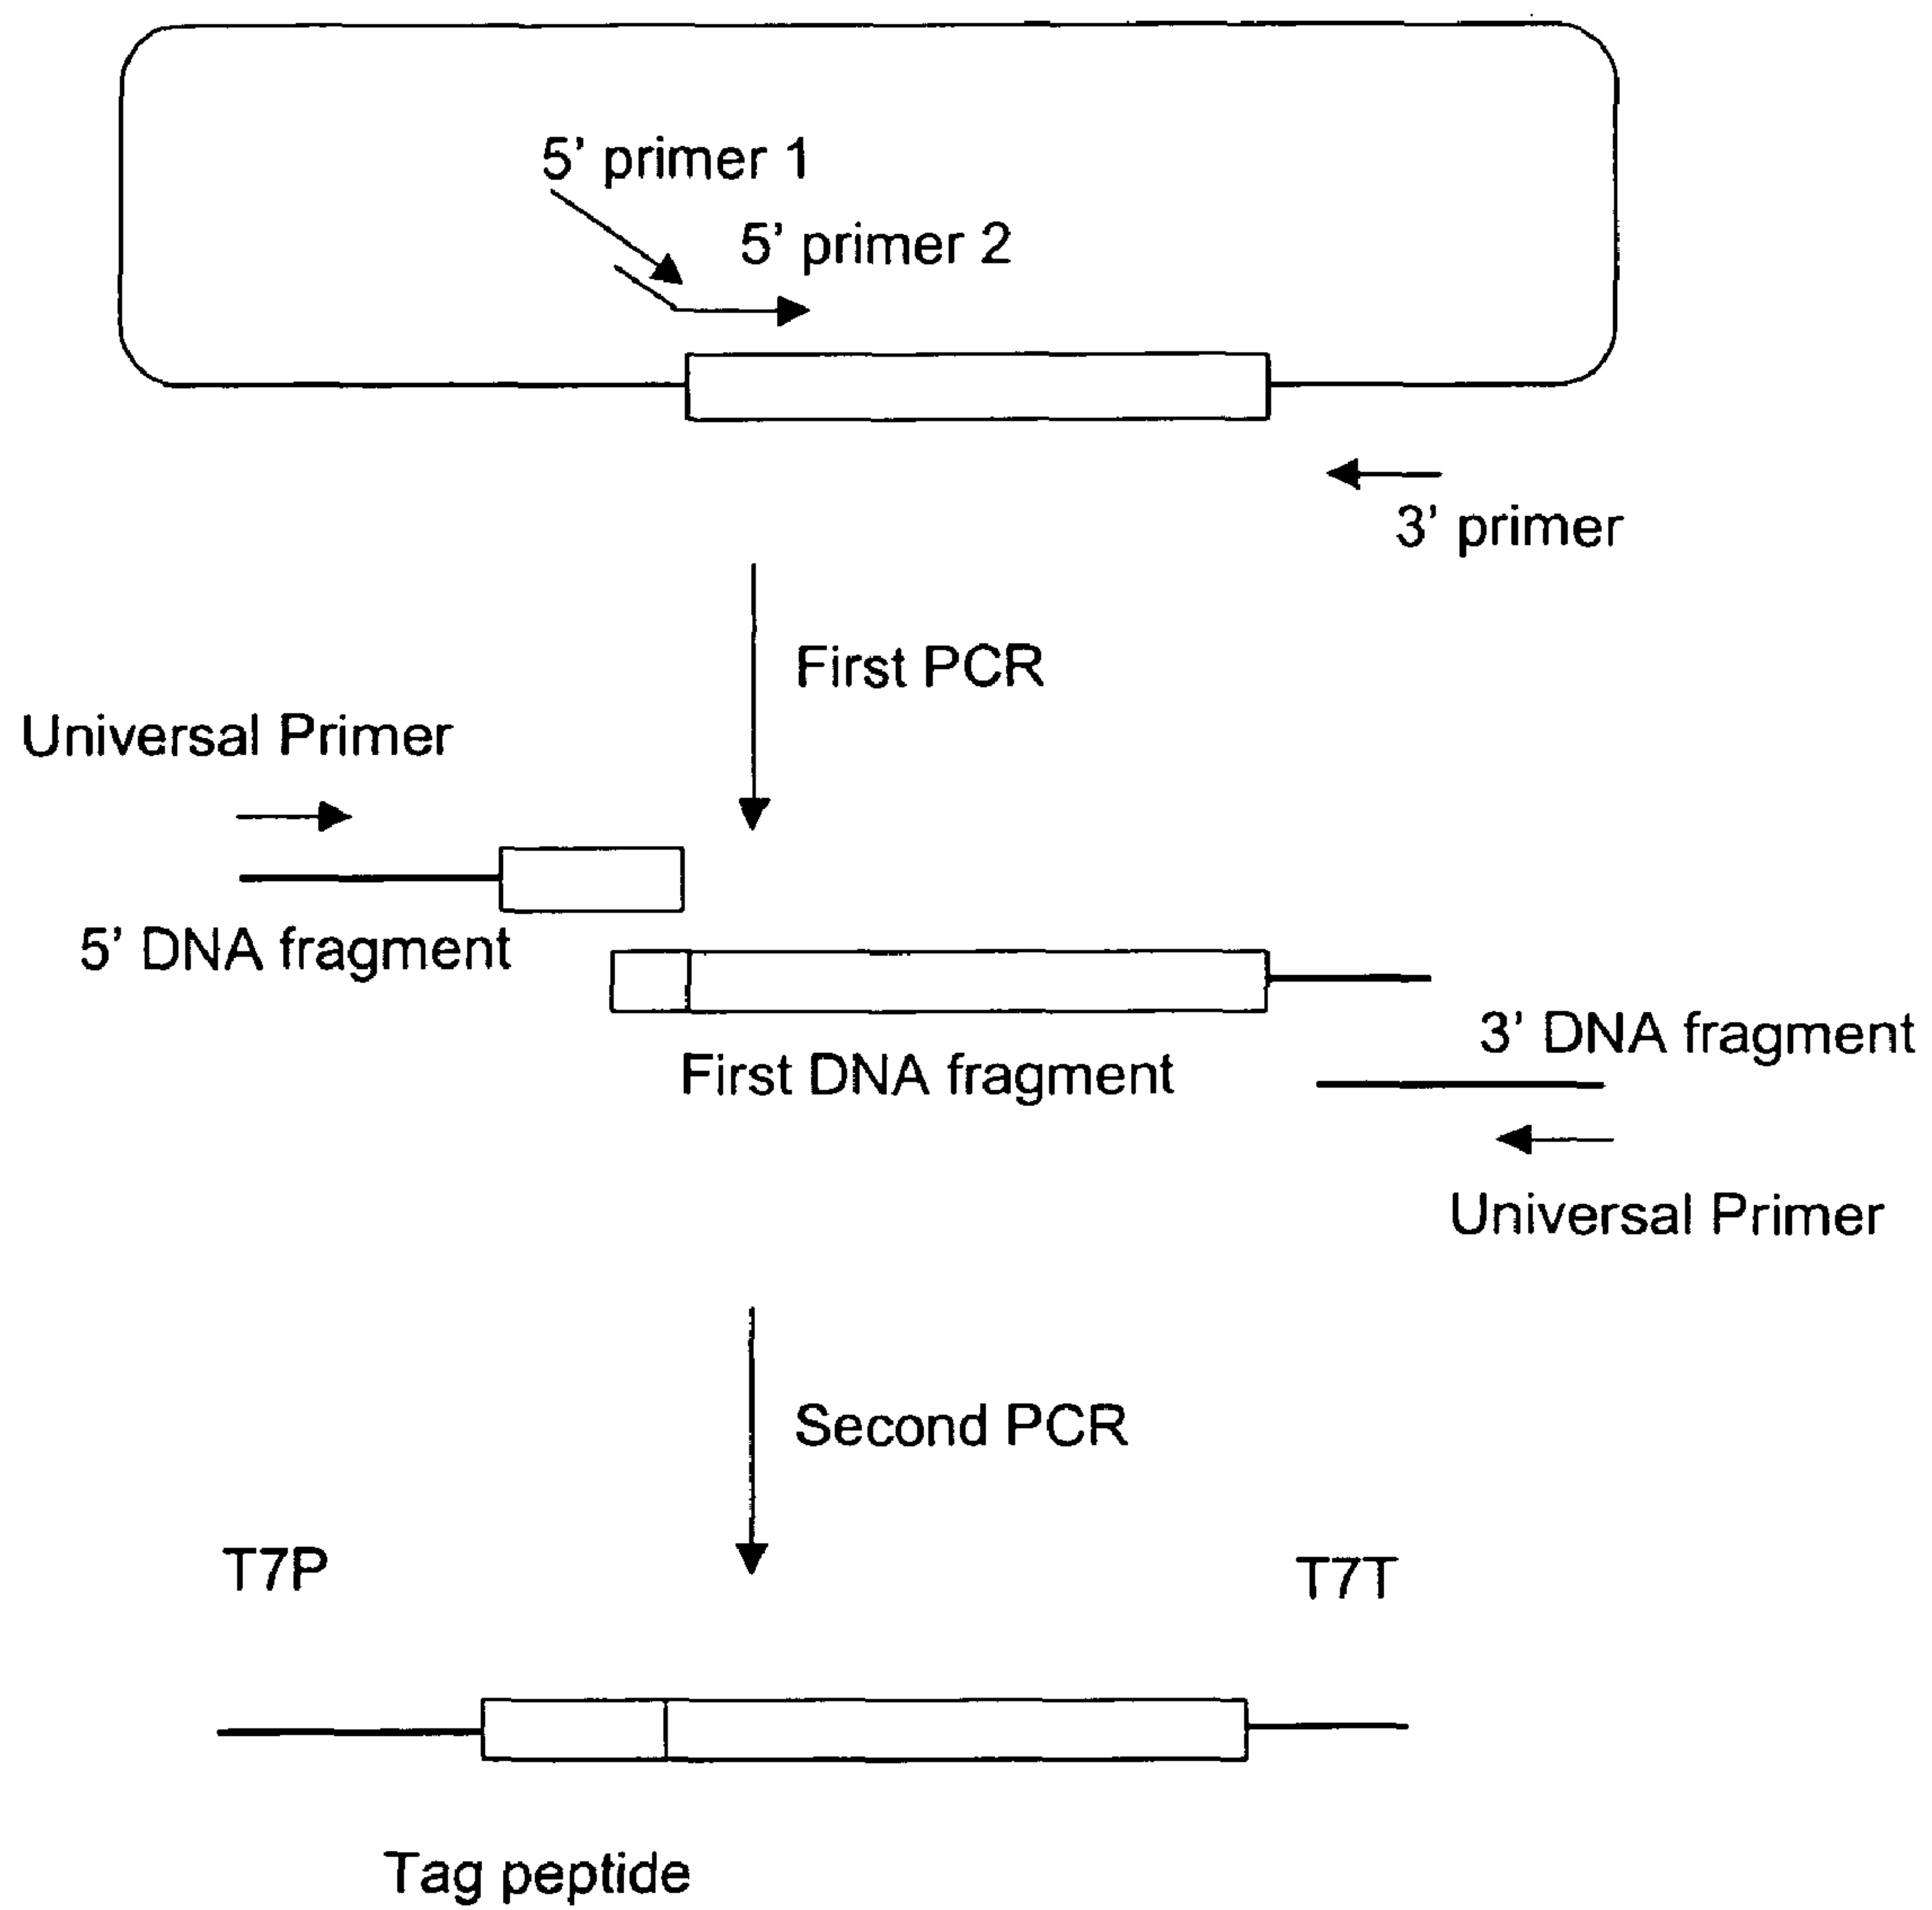 5' primer 1
5' primer 2
3' primer
First PCR
Universal Primer
5' DNA fragment
First DNA fragment
3' DNA fragment
Universal Primer
Second PCR
T7P
T7T
Tag peptide